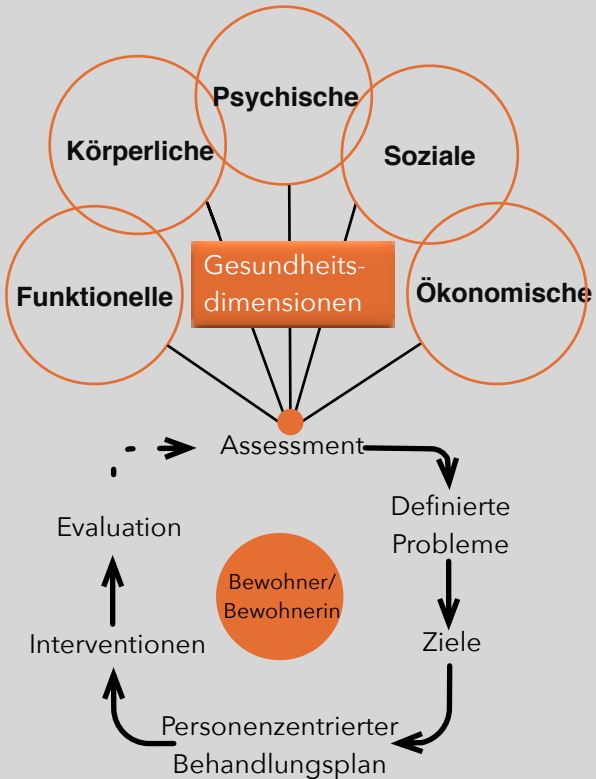 Psychische
Körperliche
Soziale
Funktionelle
Gesundheits-
dimensionen
Ökonomische
Assessment
Definierte
Probleme
Evaluation
Bewohner/
Bewohnerin
Interventionen
Ziele
Personenzentrierter
Behandlungsplan